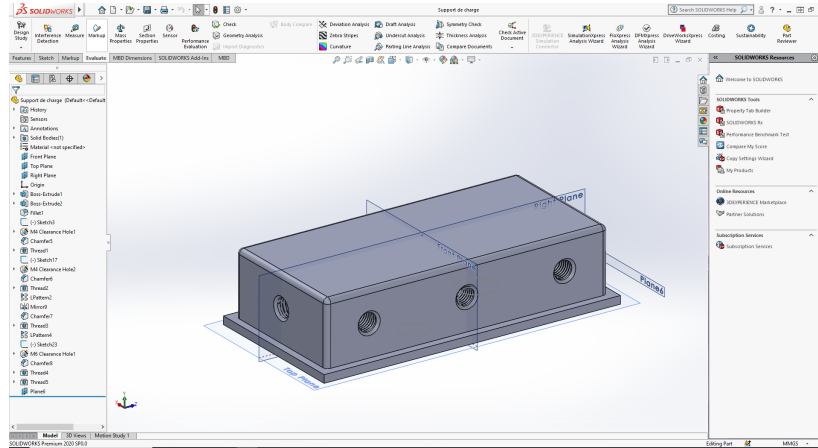 SOLIDWORKS
Support de charge
Search SOLIDWORKS Help
Design Study
Interference Detection
Measure
Markup
Mass Properties
Section Properties
Sensor
Performance Evaluation
Check
Geometry Analysis
Import Diagnostics
Body Compare
Deviation Analysis
Zebra Stripes
Curvature
Draft Analysis
Undercut Analysis
Parting Line Analysis
Symmetry Check
Thickness Analysis
Compare Documents
Check Active Document
3DEXPERIENCE Simulation Connector
SimulationXpress Analysis Wizard
FloXpress Analysis Wizard
DFMXpress Analysis Wizard
DriveWorksXpress Wizard
Costing
Sustainability
Part Reviewer
Features Sketch Markup Evaluate MBD Dimensions SOLIDWORKS Add-Ins MBD
Support de charge (Default<<Default
History
Sensors
Annotations
Solid Bodies(1)
Material <not specified>
Front Plane
Top Plane
Right Plane
Origin
Boss-Extrude1
Boss-Extrude2
Fillet1
(-) Sketch3
M4 Clearance Hole1
Chamfer5
Thread1
(-) Sketch17
M4 Clearance Hole2
Chamfer6
Thread2
LPattern2
Mirror9
Chamfer7
Thread3
LPattern4
(-) Sketch23
M6 Clearance Hole1
Chamfer8
Thread4
Thread5
Plane6
Right Plane
Plane6
Top Plane
SOLIDWORKS Resources
Welcome to SOLIDWORKS
SOLIDWORKS Tools
Property Tab Builder
SOLIDWORKS Rx
Performance Benchmark Test
Compare My Score
Copy Settings Wizard
My Products
Online Resources
3DEXPERIENCE Marketplace
Partner Solutions
Subscription Services
Subscription Services
Model 3D Views Motion Study 1
SOLIDWORKS Premium 2020 SP0.0
Editing Part
MMGS